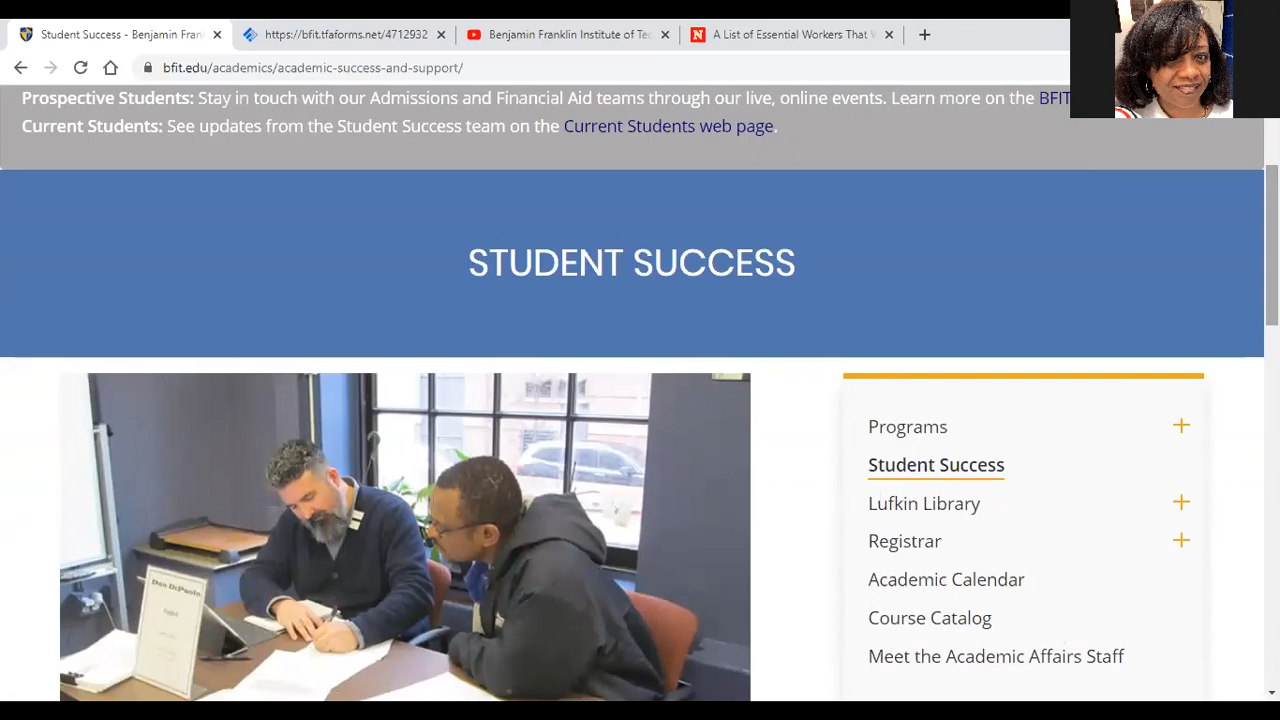 Student Success - Benjamin Fran
https://bfit.tfaforms.net/4712932
Benjamin Franklin Institute of Tec
A List of Essential Workers That W
bfit.edu/academics/academic-success-and-support/
Prospective Students: Stay in touch with our Admissions and Financial Aid teams through our live, online events. Learn more on the BFIT
Current Students: See updates from the Student Success team on the Current Students web page.
STUDENT SUCCESS
Programs
Student Success
Lufkin Library
Registrar
Academic Calendar
Course Catalog
Meet the Academic Affairs Staff
Dan DiPaolo